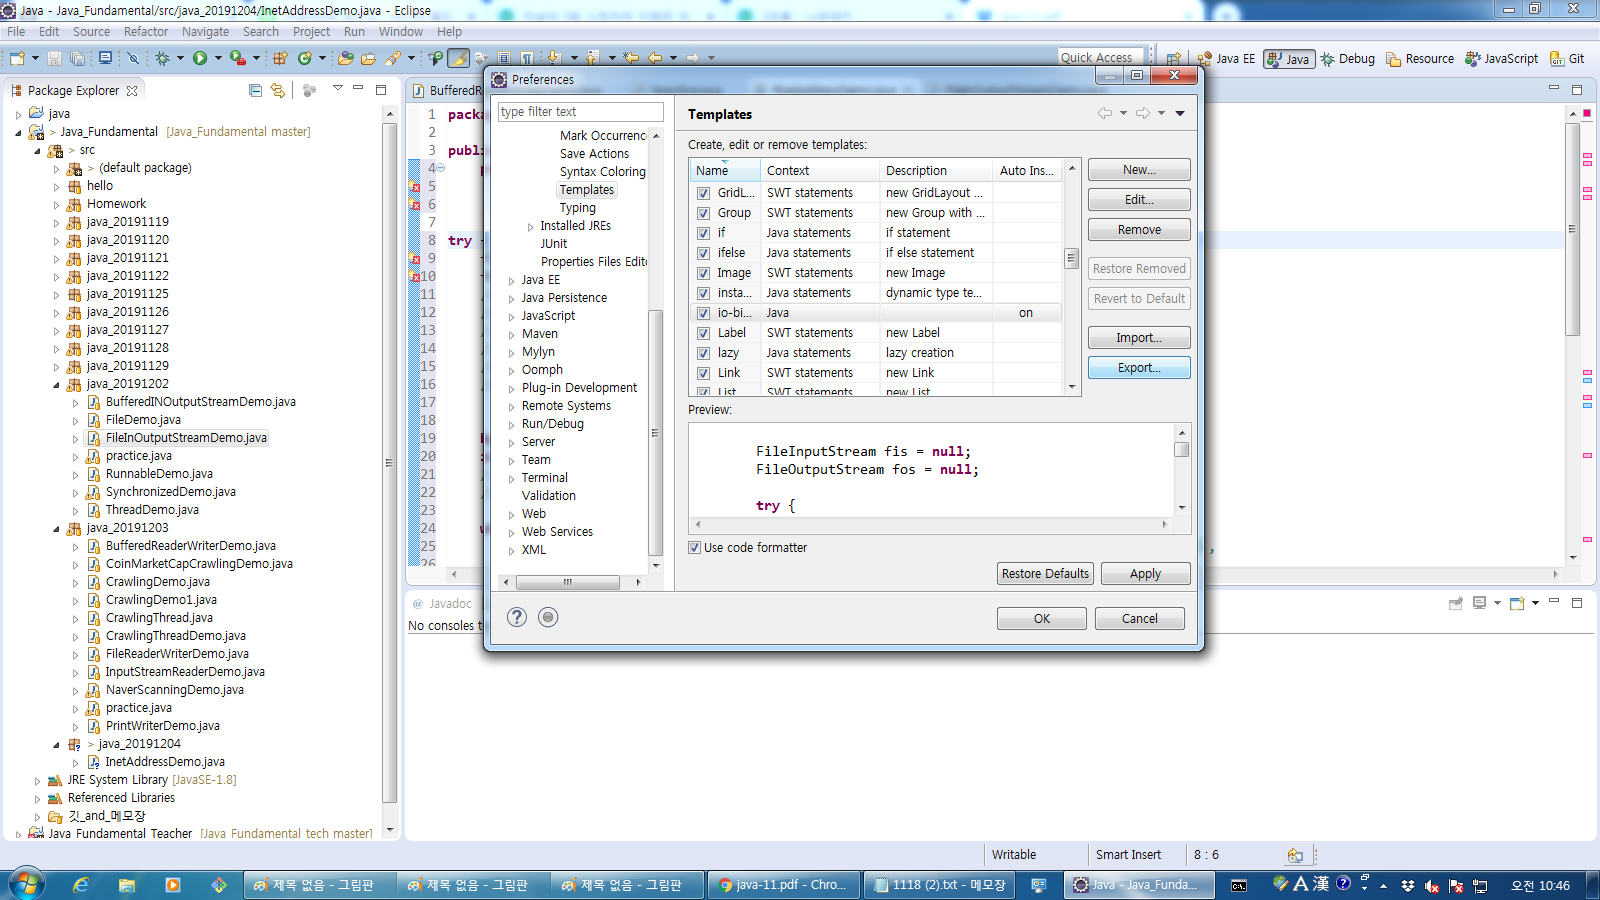 Java - Java_Fundamental/src/java_20191204/InetAddressDemo.java - Eclipse
File Edit Source Refactor Navigate Search Project Run Window Help
Quick Access
Java EE
Java
Debug
Resource
JavaScript
Git
Package Explorer
java
> Java_Fundamental [Java_Fundamental master]
> src
> (default package)
hello
Homework
java_20191119
java_20191120
java_20191121
java_20191122
java_20191125
java_20191126
java_20191127
java_20191128
java_20191129
java_20191202
BufferedINOutputStreamDemo.java
FileDemo.java
FileInOutputStreamDemo.java
practice.java
RunnableDemo.java
SynchronizedDemo.java
ThreadDemo.java
java_20191203
BufferedReaderWriterDemo.java
CoinMarketCapCrawlingDemo.java
CrawlingDemo.java
CrawlingDemo1.java
CrawlingThread.java
CrawlingThreadDemo.java
FileReaderWriterDemo.java
InputStreamReaderDemo.java
NaverScanningDemo.java
practice.java
PrintWriterDemo.java
> java_20191204
InetAddressDemo.java
JRE System Library [JavaSE-1.8]
Referenced Libraries
깃_and_메모장
Java Fundamental Teacher [Java Fundamental tech master]
BufferedR
1 packa
2
3 publi
4
5
6
7
8 try
9
10
11
12
13
14
15
16
17
18
19
20
21
22
23
24
25
26
@ Javadoc
No consoles t
Preferences
type filter text
Mark Occurrenc
Save Actions
Syntax Coloring
Templates
Typing
Installed JREs
JUnit
Properties Files Edito
Java EE
Java Persistence
JavaScript
Maven
Mylyn
Oomph
Plug-in Development
Remote Systems
Run/Debug
Server
Team
Terminal
Validation
Web
Web Services
XML
Templates
Create, edit or remove templates:
Name Context Description Auto Ins...
GridL... SWT statements new GridLayout ...
Group SWT statements new Group with ...
if Java statements if statement
ifelse Java statements if else statement
Image SWT statements new Image
insta... Java statements dynamic type te...
io-bi... Java on
Label SWT statements new Label
lazy Java statements lazy creation
Link SWT statements new Link
List SWT statements new List
New...
Edit...
Remove
Restore Removed
Revert to Default
Import...
Export...
Preview:
FileInputStream fis = null;
FileOutputStream fos = null;
try {
Use code formatter
Restore Defaults
Apply
OK
Cancel
Writable
Smart Insert
8 : 6
제목 없음 - 그림판
제목 없음 - 그림판
제목 없음 - 그림판
java-11.pdf - Chro...
1118 (2).txt - 메모장
Java - Java_Funda...
A 漢
오전 10:46